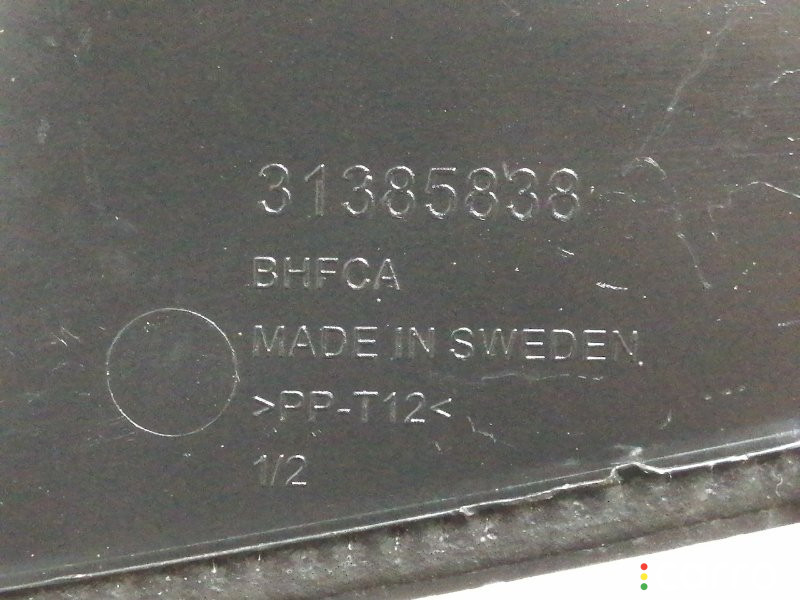 31385838
BHFCA
MADE IN SWEDEN
>PP-T12<
1/2